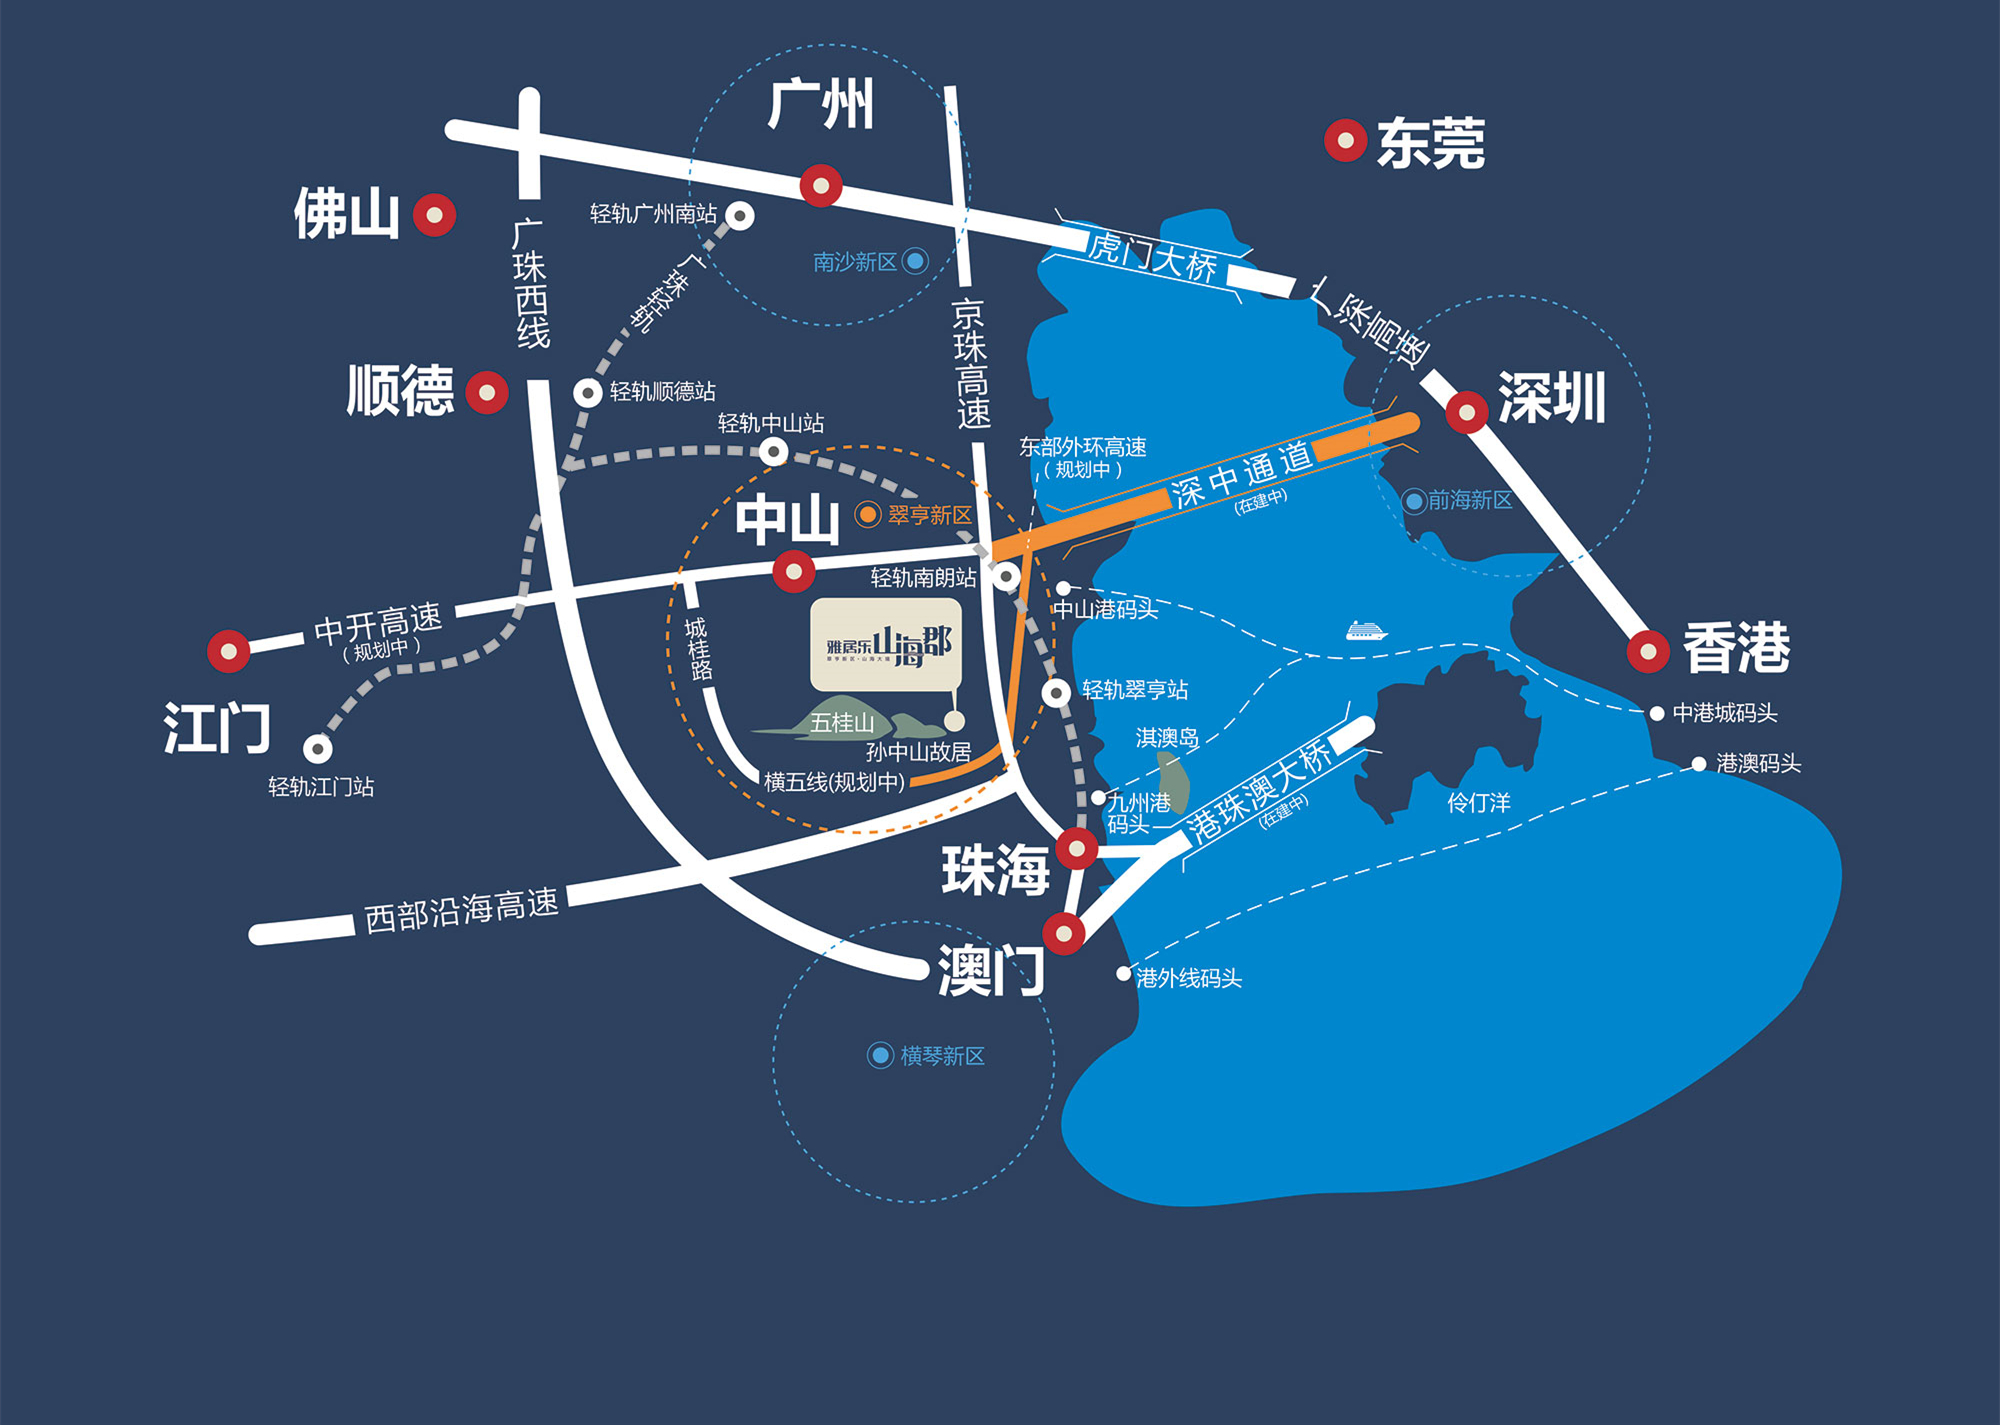 广州
东莞
佛山
轻轨广州南站
广珠西线
南沙新区
虎门大桥
广珠轻轨
京珠高速
广深高速
顺德
轻轨顺德站
深圳
轻轨中山站
东部外环高速
(规划中)
深中通道
(在建中)
前海新区
中山
翠亨新区
轻轨南朗站
中山港码头
中开高速
(规划中)
城桂路
雅居乐山海郡
翠亨新区·山海大境
香港
江门
轻轨翠亨站
中港城码头
五桂山
淇澳岛
孙中山故居
港澳码头
轻轨江门站
横五线(规划中)
九州港
码头
港珠澳大桥
(在建中)
伶仃洋
珠海
西部沿海高速
澳门
港外线码头
横琴新区